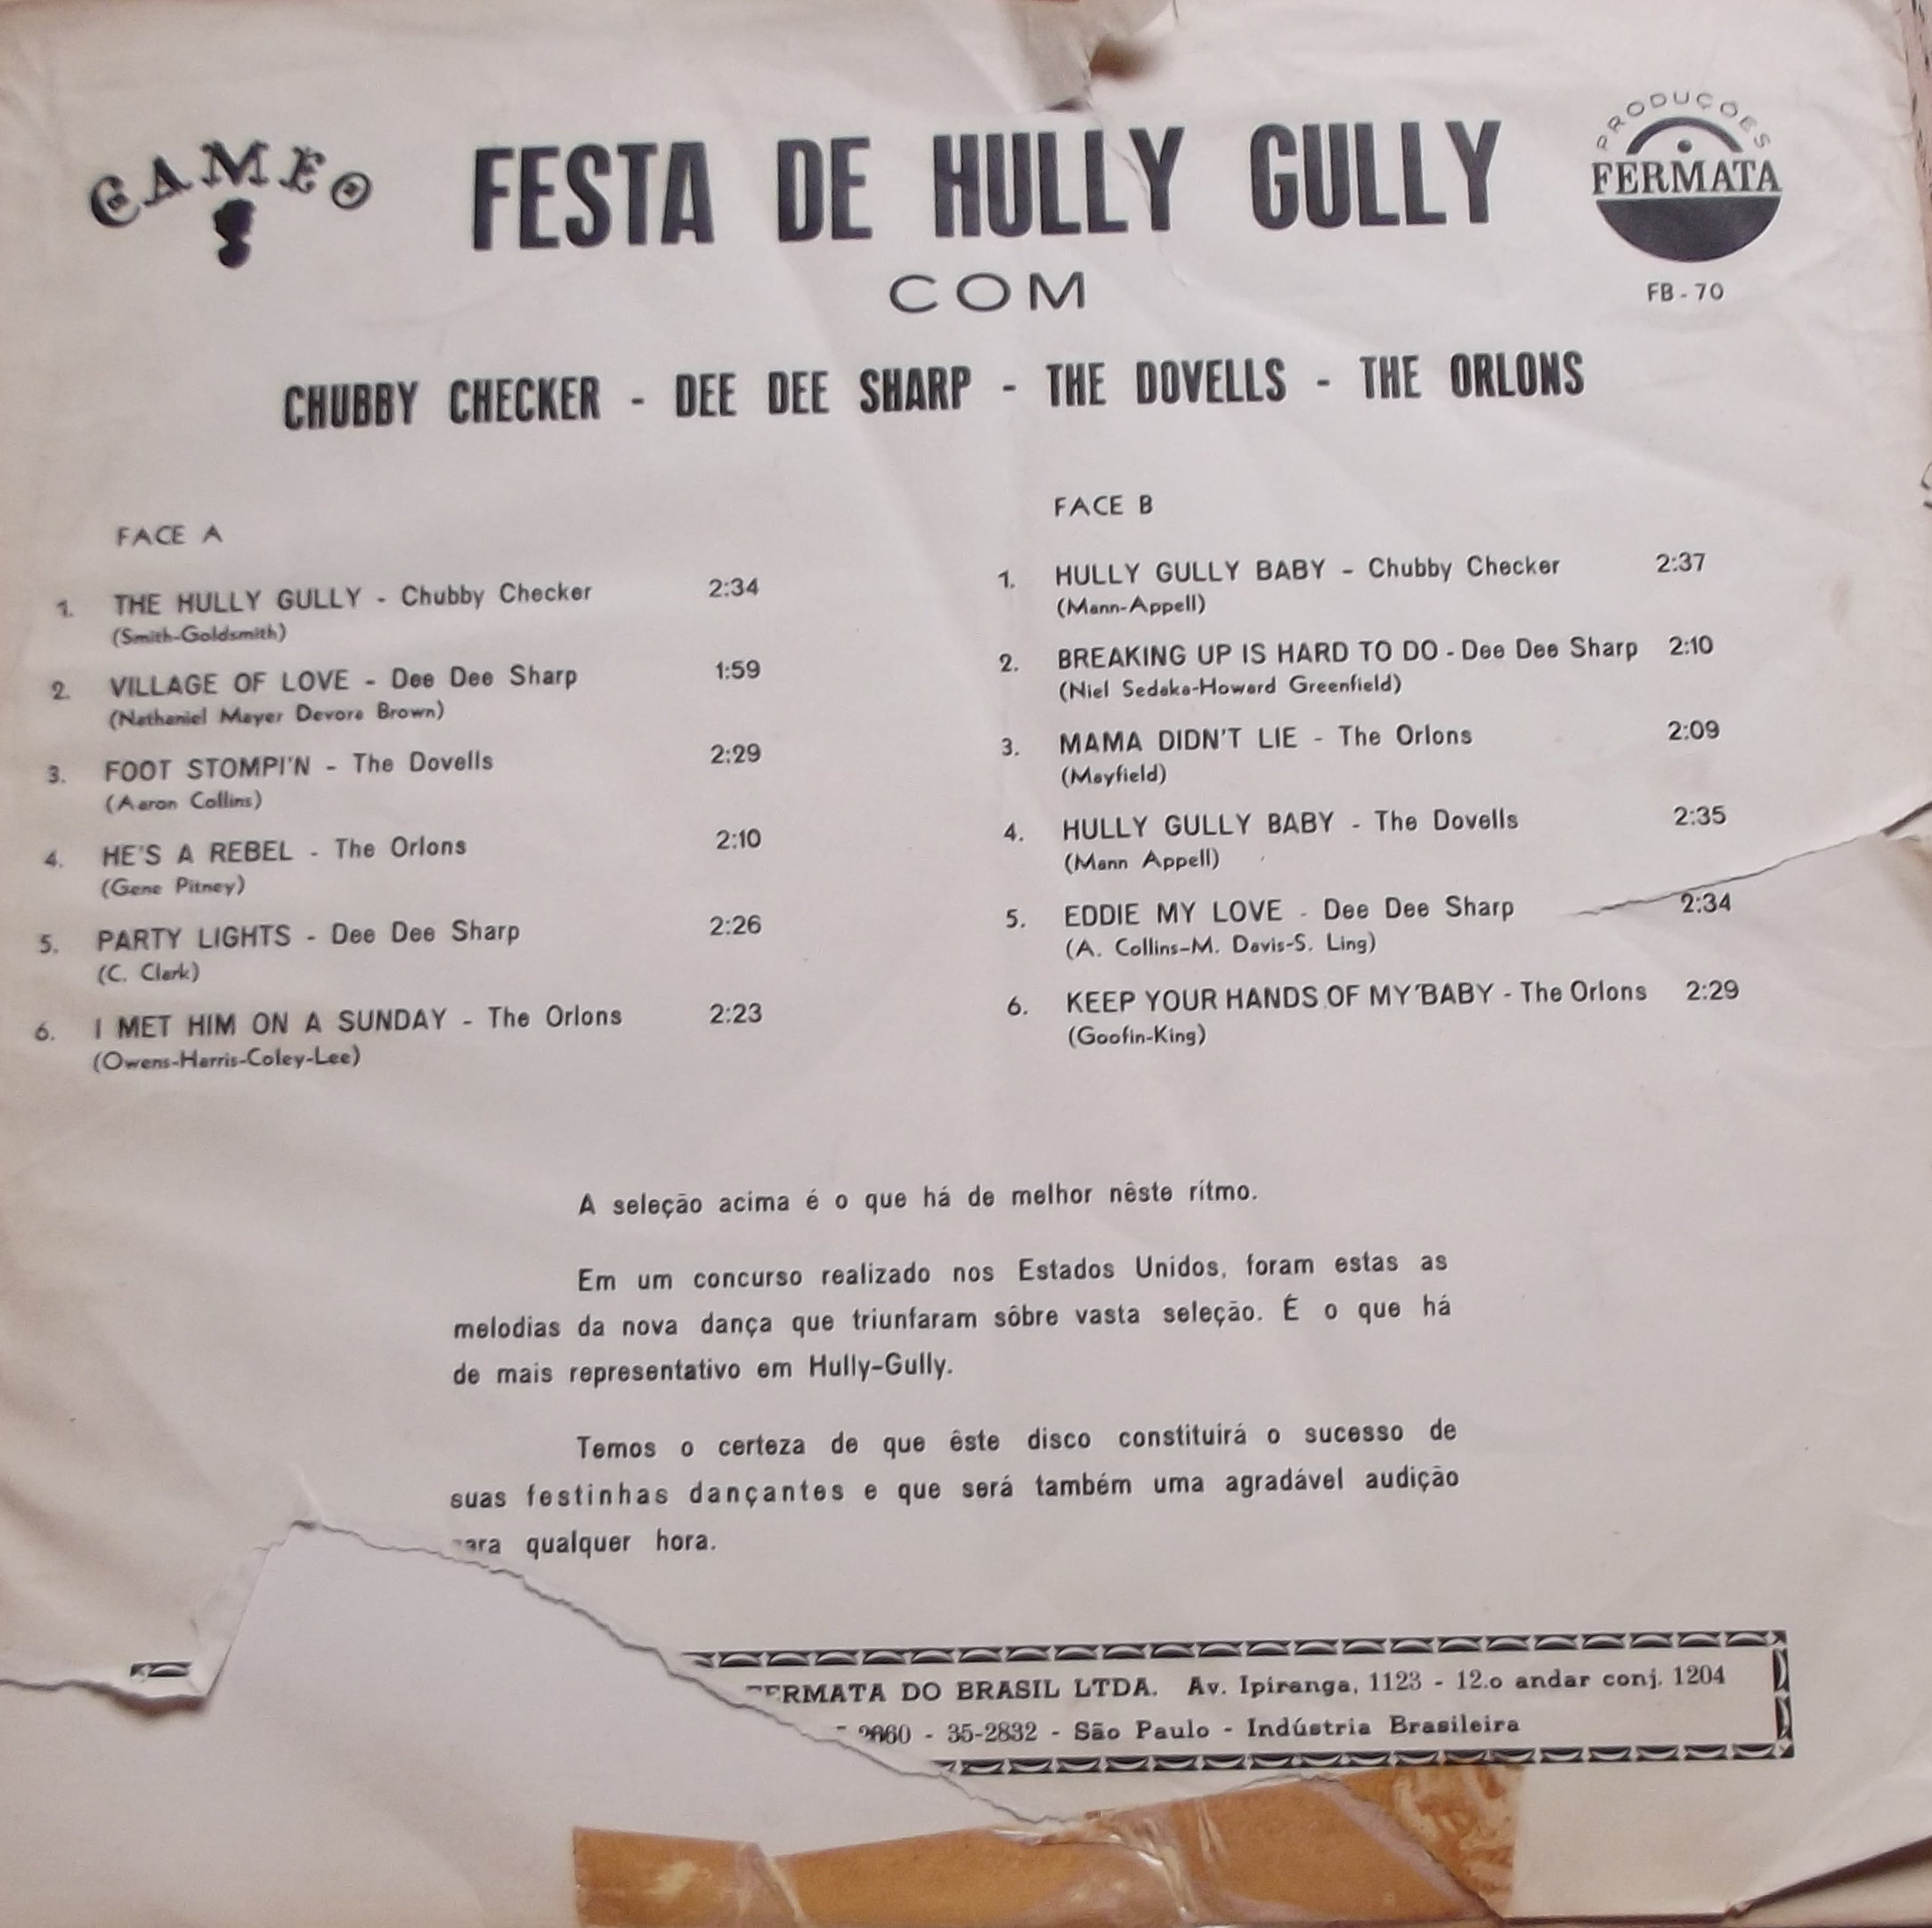 CAMEO
FESTA DE HULLY GULLY
PRODUÇÕES
FERMATA
FB - 70
COM
CHUBBY CHECKER - DEE DEE SHARP - THE DOVELLS - THE ORLONS
FACE A
1. THE HULLY GULLY - Chubby Checker 2:34
(Smith-Goldsmith)
2. VILLAGE OF LOVE - Dee Dee Sharp 1:59
(Nathaniel Mayer Devore Brown)
3. FOOT STOMPI'N - The Dovells 2:29
(Aaron Collins)
4. HE'S A REBEL - The Orlons 2:10
(Gene Pitney)
5. PARTY LIGHTS - Dee Dee Sharp 2:26
(C. Clark)
6. I MET HIM ON A SUNDAY - The Orlons 2:23
(Owens-Harris-Coley-Lee)
FACE B
1. HULLY GULLY BABY - Chubby Checker 2:37
(Mann-Appell)
2. BREAKING UP IS HARD TO DO - Dee Dee Sharp 2:10
(Niel Sedaka-Howard Greenfield)
3. MAMA DIDN'T LIE - The Orlons 2:09
(Mayfield)
4. HULLY GULLY BABY - The Dovells 2:35
(Mann Appell)
5. EDDIE MY LOVE - Dee Dee Sharp 2:34
(A. Collins-M. Davis-S. Ling)
6. KEEP YOUR HANDS OF MY BABY - The Orlons 2:29
(Goofin-King)
A seleção acima é o que há de melhor nêste rítmo.
Em um concurso realizado nos Estados Unidos, foram estas as
melodias da nova dança que triunfaram sôbre vasta seleção. É o que há
de mais representativo em Hully-Gully.
Temos o certeza de que êste disco constituirá o sucesso de
suas festinhas dançantes e que será também uma agradável audição
qualquer hora.
DO BRASIL LTDA. Av. Ipiranga, 1123 - 12.o andar conj. 1204
- 35-2832 - São Paulo - Indústria Brasileira